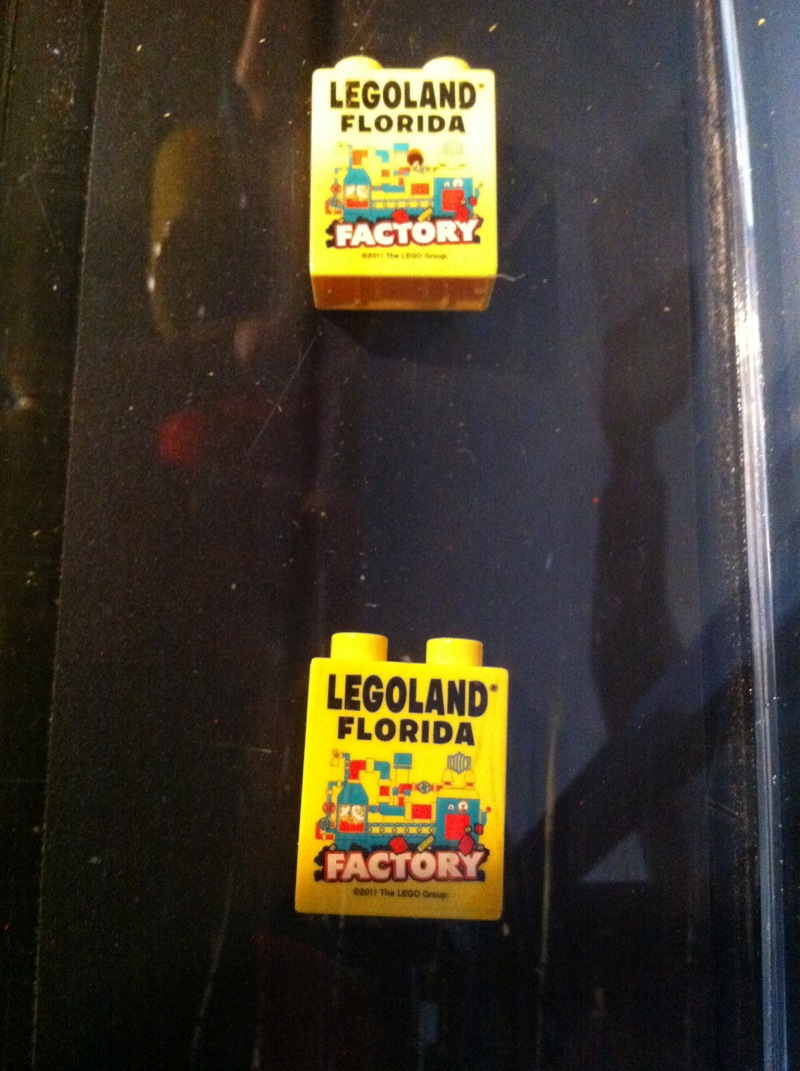 LEGOLAND®
FLORIDA
FACTORY
©2011 The LEGO Group.
LEGOLAND®
FLORIDA
FACTORY
©2011 The LEGO Group.